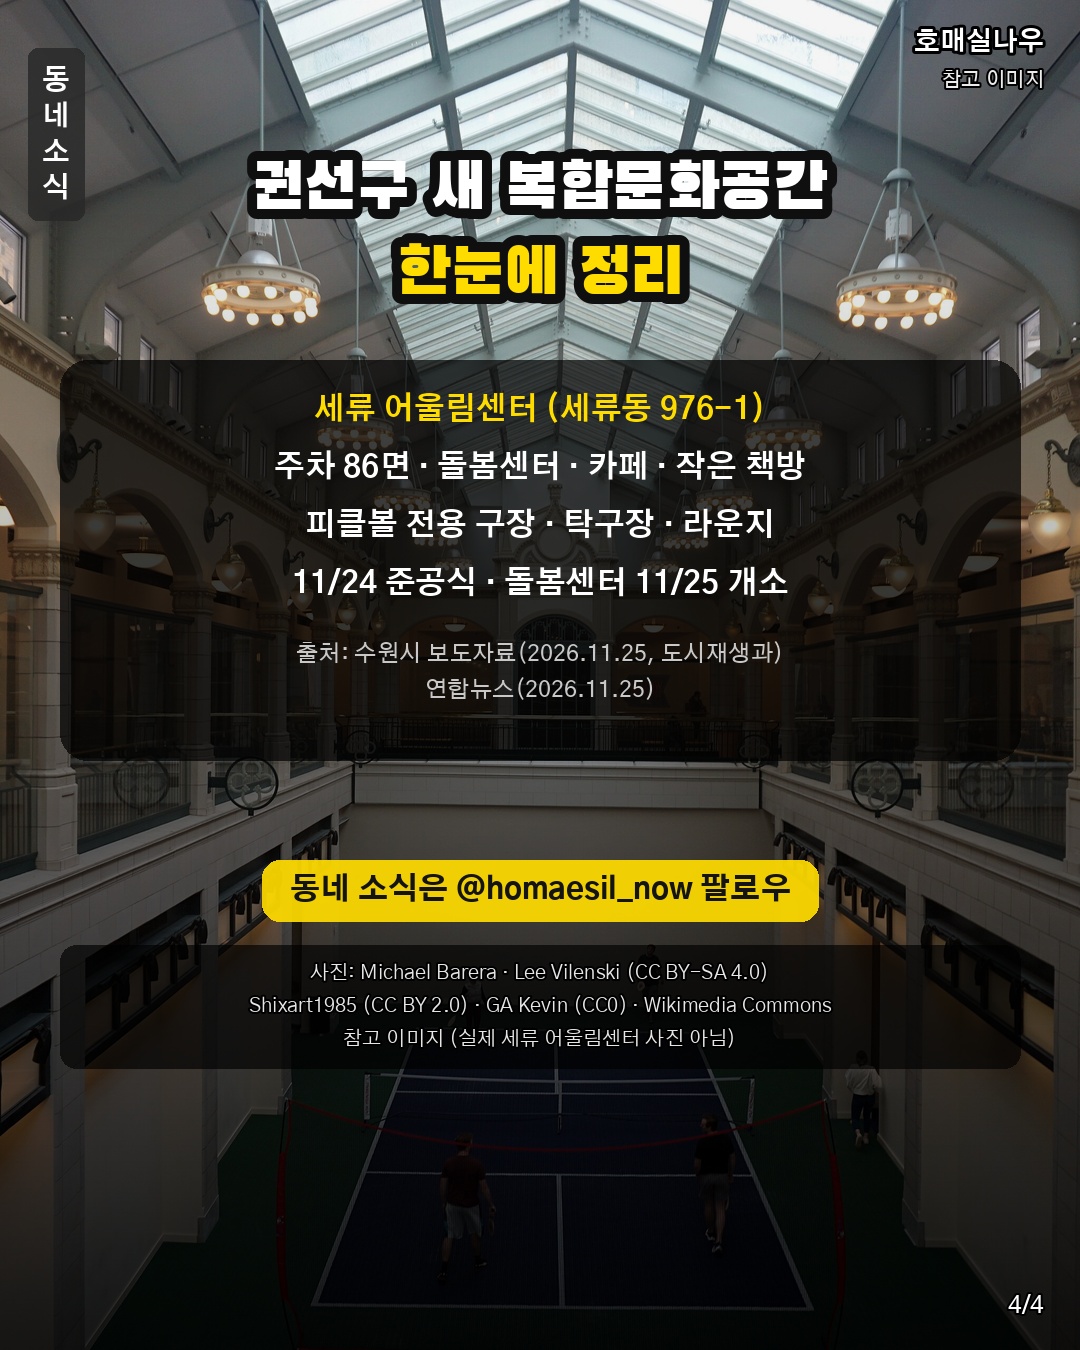 동네소식
호매실나우
참고 이미지
권선구 새 복합문화공간
한눈에 정리
세류 어울림센터 (세류동 976-1)
주차 86면 · 돌봄센터 · 카페 · 작은 책방
피클볼 전용 구장 · 탁구장 · 라운지
11/24 준공식 · 돌봄센터 11/25 개소
출처: 수원시 보도자료(2026.11.25, 도시재생과)
연합뉴스(2026.11.25)
동네 소식은 @homaesil_now 팔로우
사진: Michael Barera · Lee Vilenski (CC BY-SA 4.0)
Shixart1985 (CC BY 2.0) · GA Kevin (CC0) · Wikimedia Commons
참고 이미지 (실제 세류 어울림센터 사진 아님)
4/4